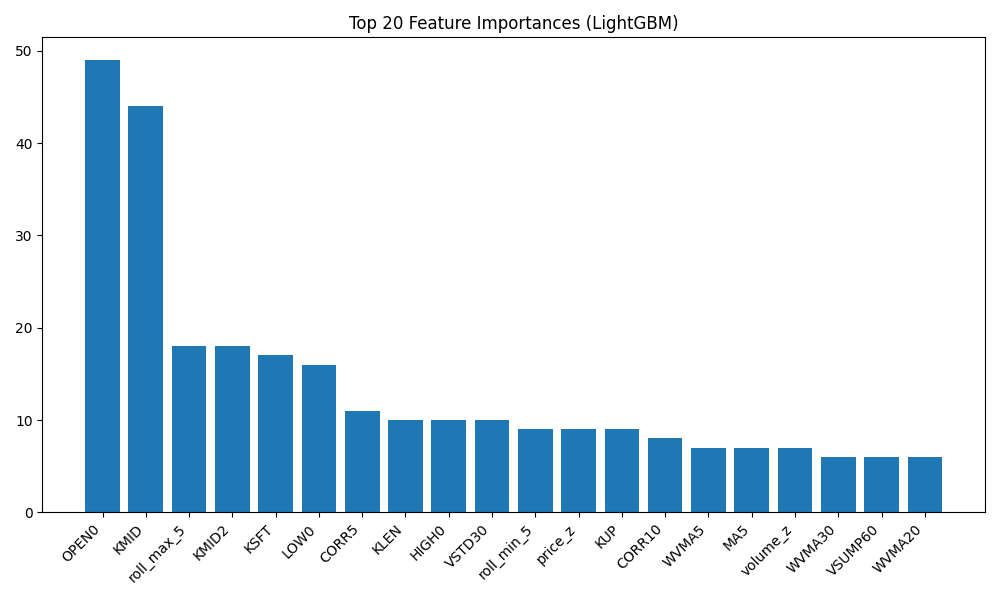 Top 20 Feature Importances (LightGBM)
50
40
30
20
10
0
OPEN0
KMID
roll_max_5
KMID2
KSFT
LOW0
CORR5
KLEN
HIGH0
VSTD30
roll_min_5
price_z
KUP
CORR10
WVMA5
MA5
volume_z
WVMA30
VSUMP60
WVMA20